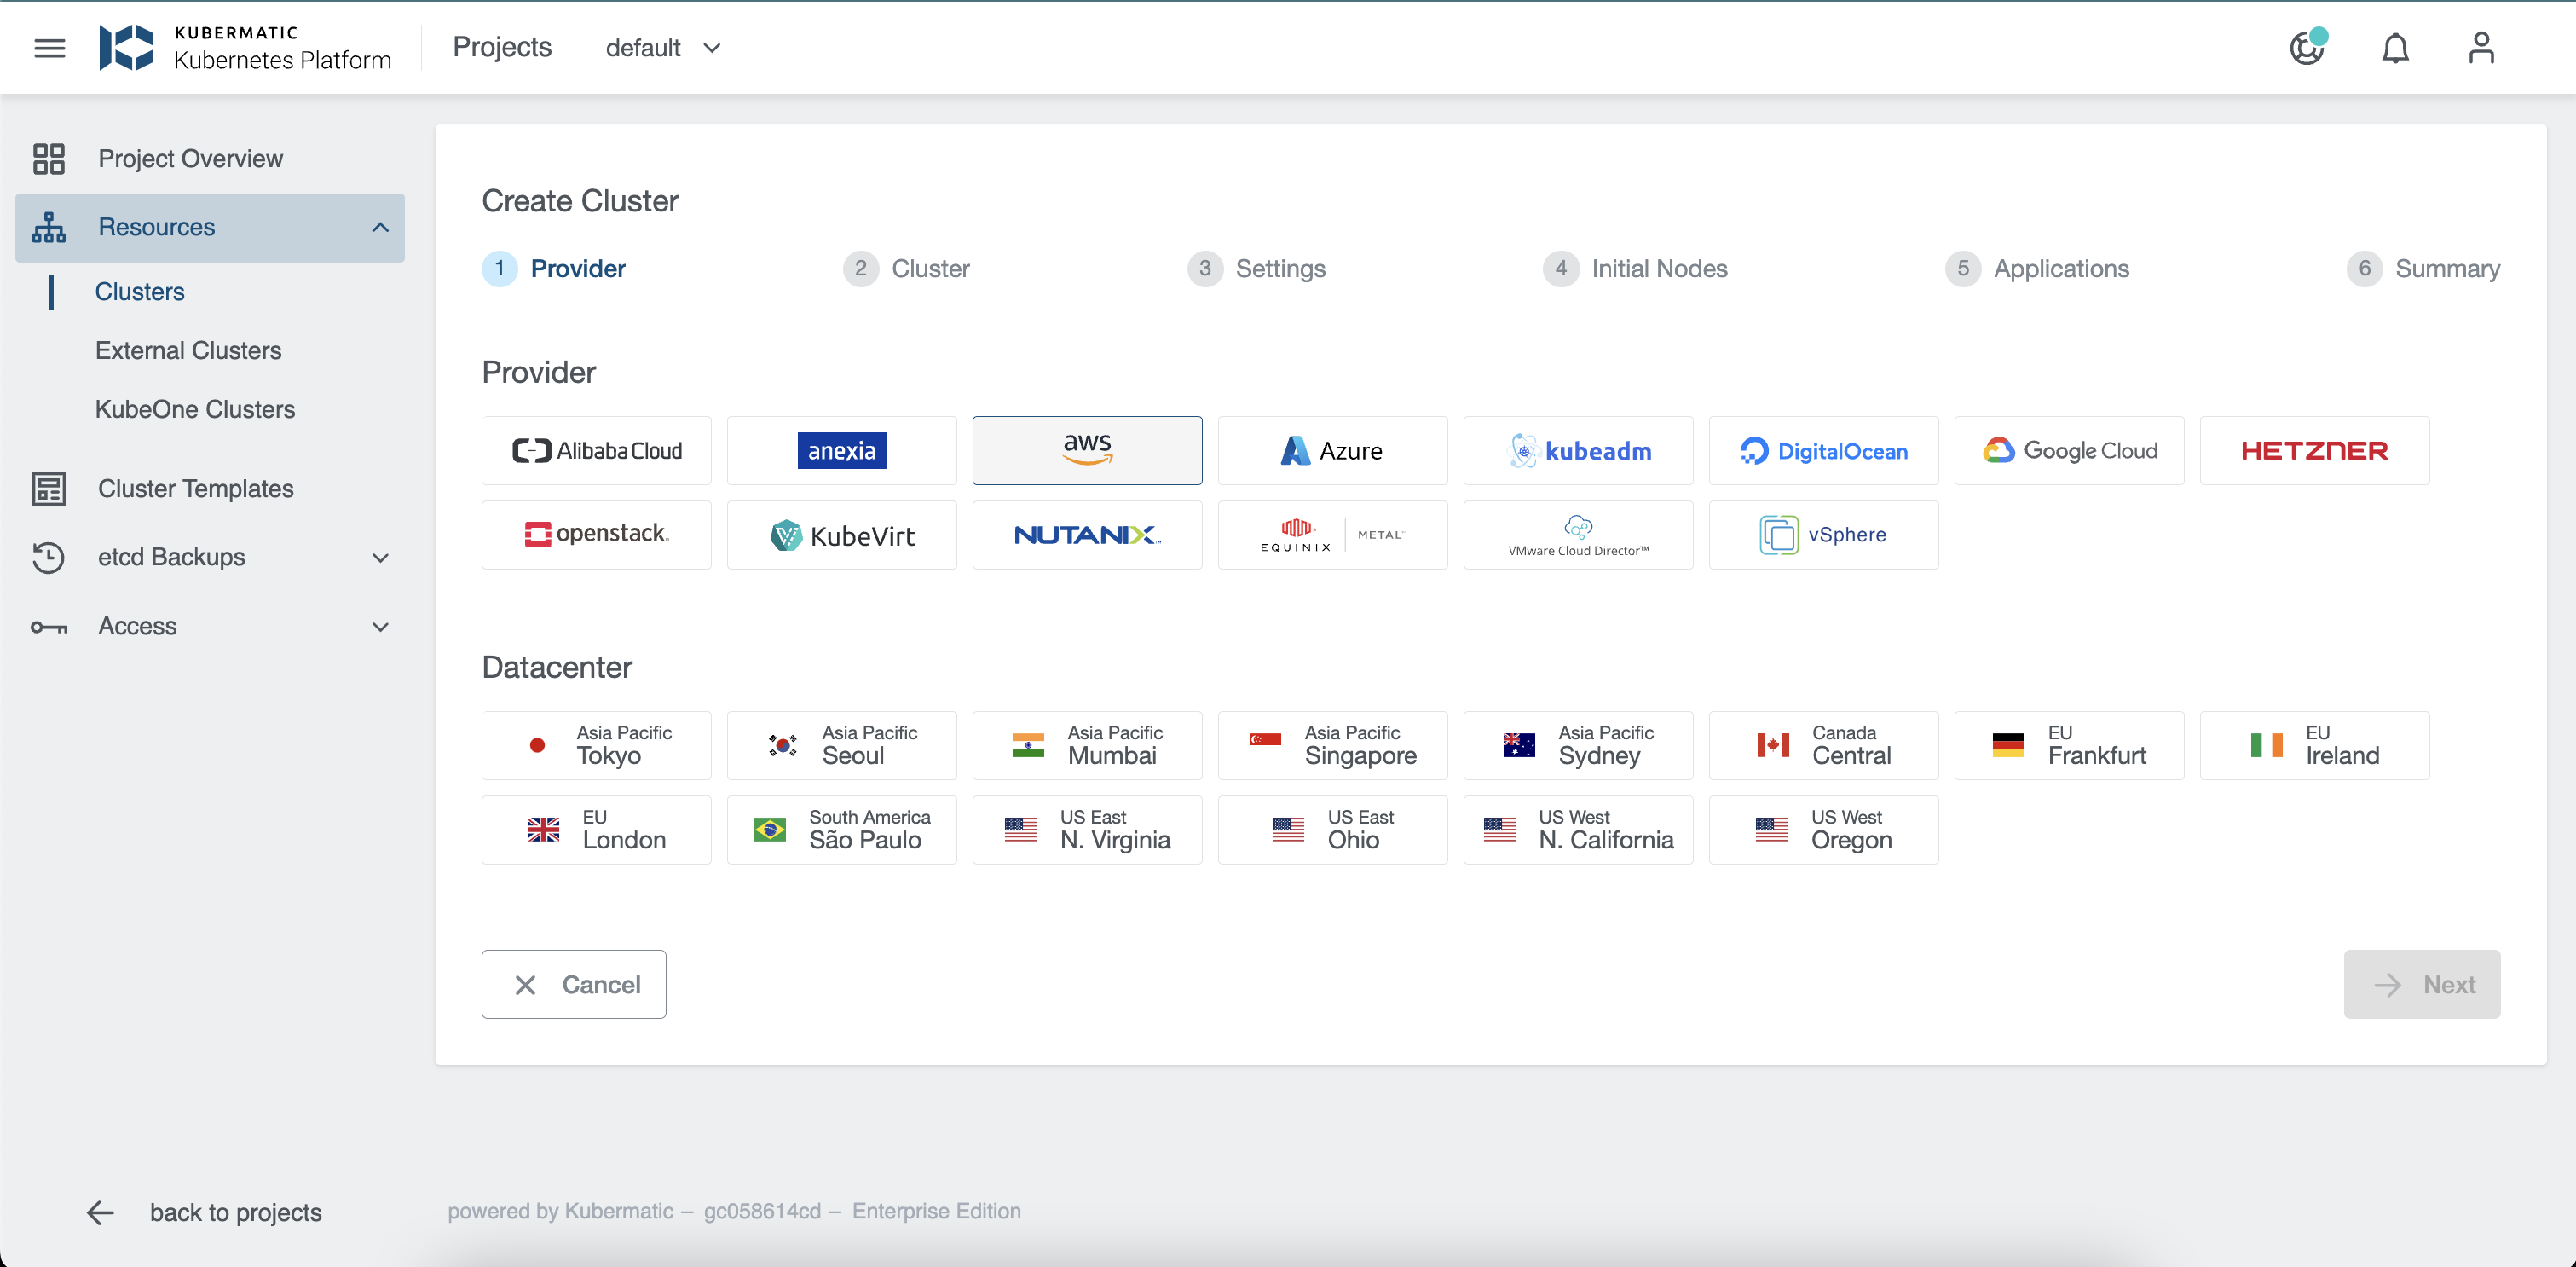 KUBERMATIC
Kubernetes Platform
Projects
default
Project Overview
Resources
Clusters
External Clusters
KubeOne Clusters
Cluster Templates
etcd Backups
Access
Create Cluster
1 Provider
2 Cluster
3 Settings
4 Initial Nodes
5 Applications
6 Summary
Provider
Alibaba Cloud
anexia
aws
Azure
kubeadm
DigitalOcean
Google Cloud
HETZNER
openstack.
KubeVirt
NUTANIX™
EQUINIX METAL™
VMware Cloud Director™
vSphere
Datacenter
Asia Pacific
Tokyo
Asia Pacific
Seoul
Asia Pacific
Mumbai
Asia Pacific
Singapore
Asia Pacific
Sydney
Canada
Central
EU
Frankfurt
EU
Ireland
EU
London
South America
São Paulo
US East
N. Virginia
US East
Ohio
US West
N. California
US West
Oregon
Cancel
Next
back to projects
powered by Kubermatic – gc058614cd – Enterprise Edition